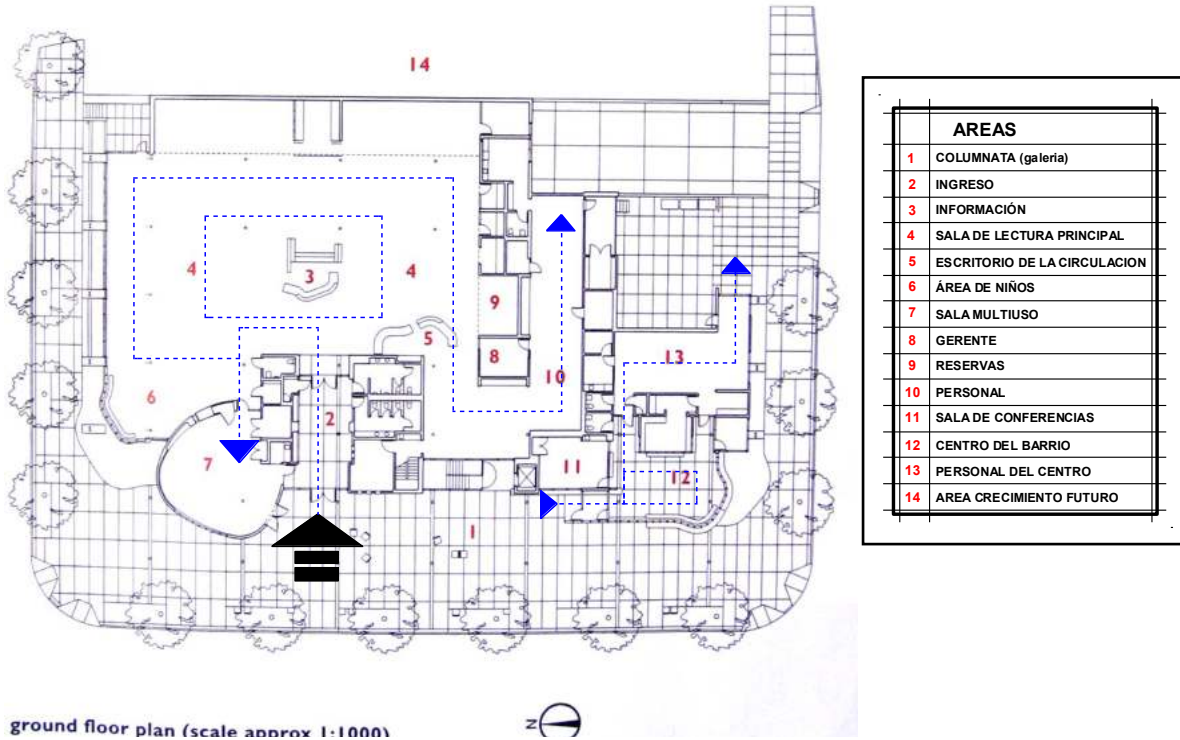 14
4
3
4
9
5
8
13
10
6
2
7
11
12
1
ground floor plan (scale approx 1:1000)
N
AREAS
1 COLUMNATA (galeria)
2 INGRESO
3 INFORMACIÓN
4 SALA DE LECTURA PRINCIPAL
5 ESCRITORIO DE LA CIRCULACION
6 ÁREA DE NIÑOS
7 SALA MULTIUSO
8 GERENTE
9 RESERVAS
10 PERSONAL
11 SALA DE CONFERENCIAS
12 CENTRO DEL BARRIO
13 PERSONAL DEL CENTRO
14 AREA CRECIMIENTO FUTURO